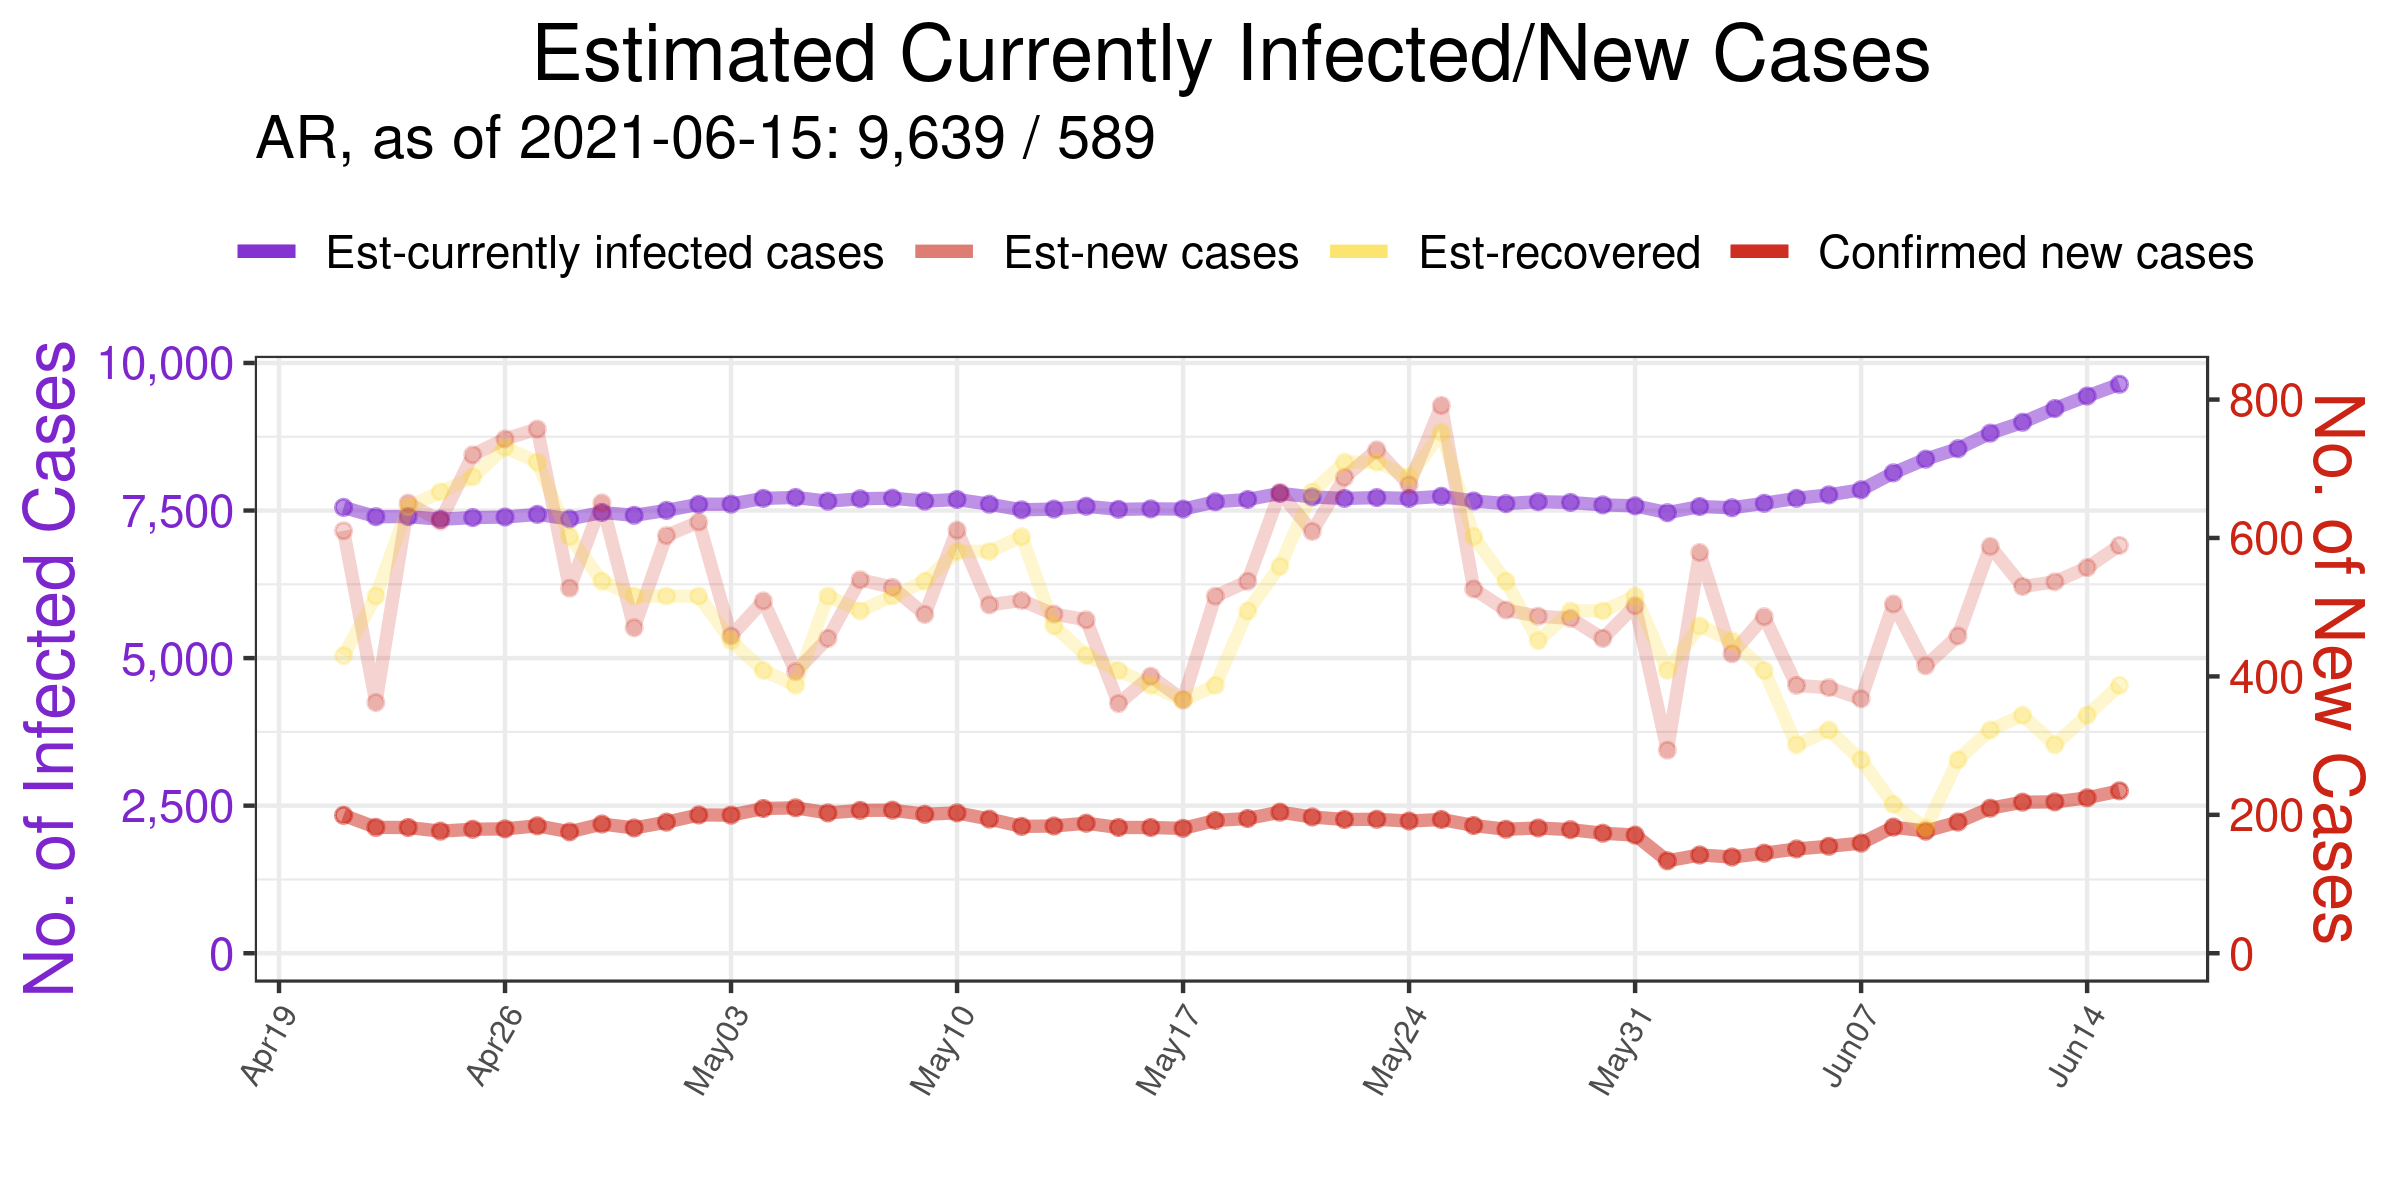 Estimated Currently Infected/New Cases
AR, as of 2021-06-15: 9,639 / 589
Est-currently infected cases Est-new cases Est-recovered Confirmed new cases
No. of Infected Cases
10,000
7,500
5,000
2,500
0
800
600
400
200
0
No. of New Cases
Apr19 Apr26 May03 May10 May17 May24 May31 Jun07 Jun14